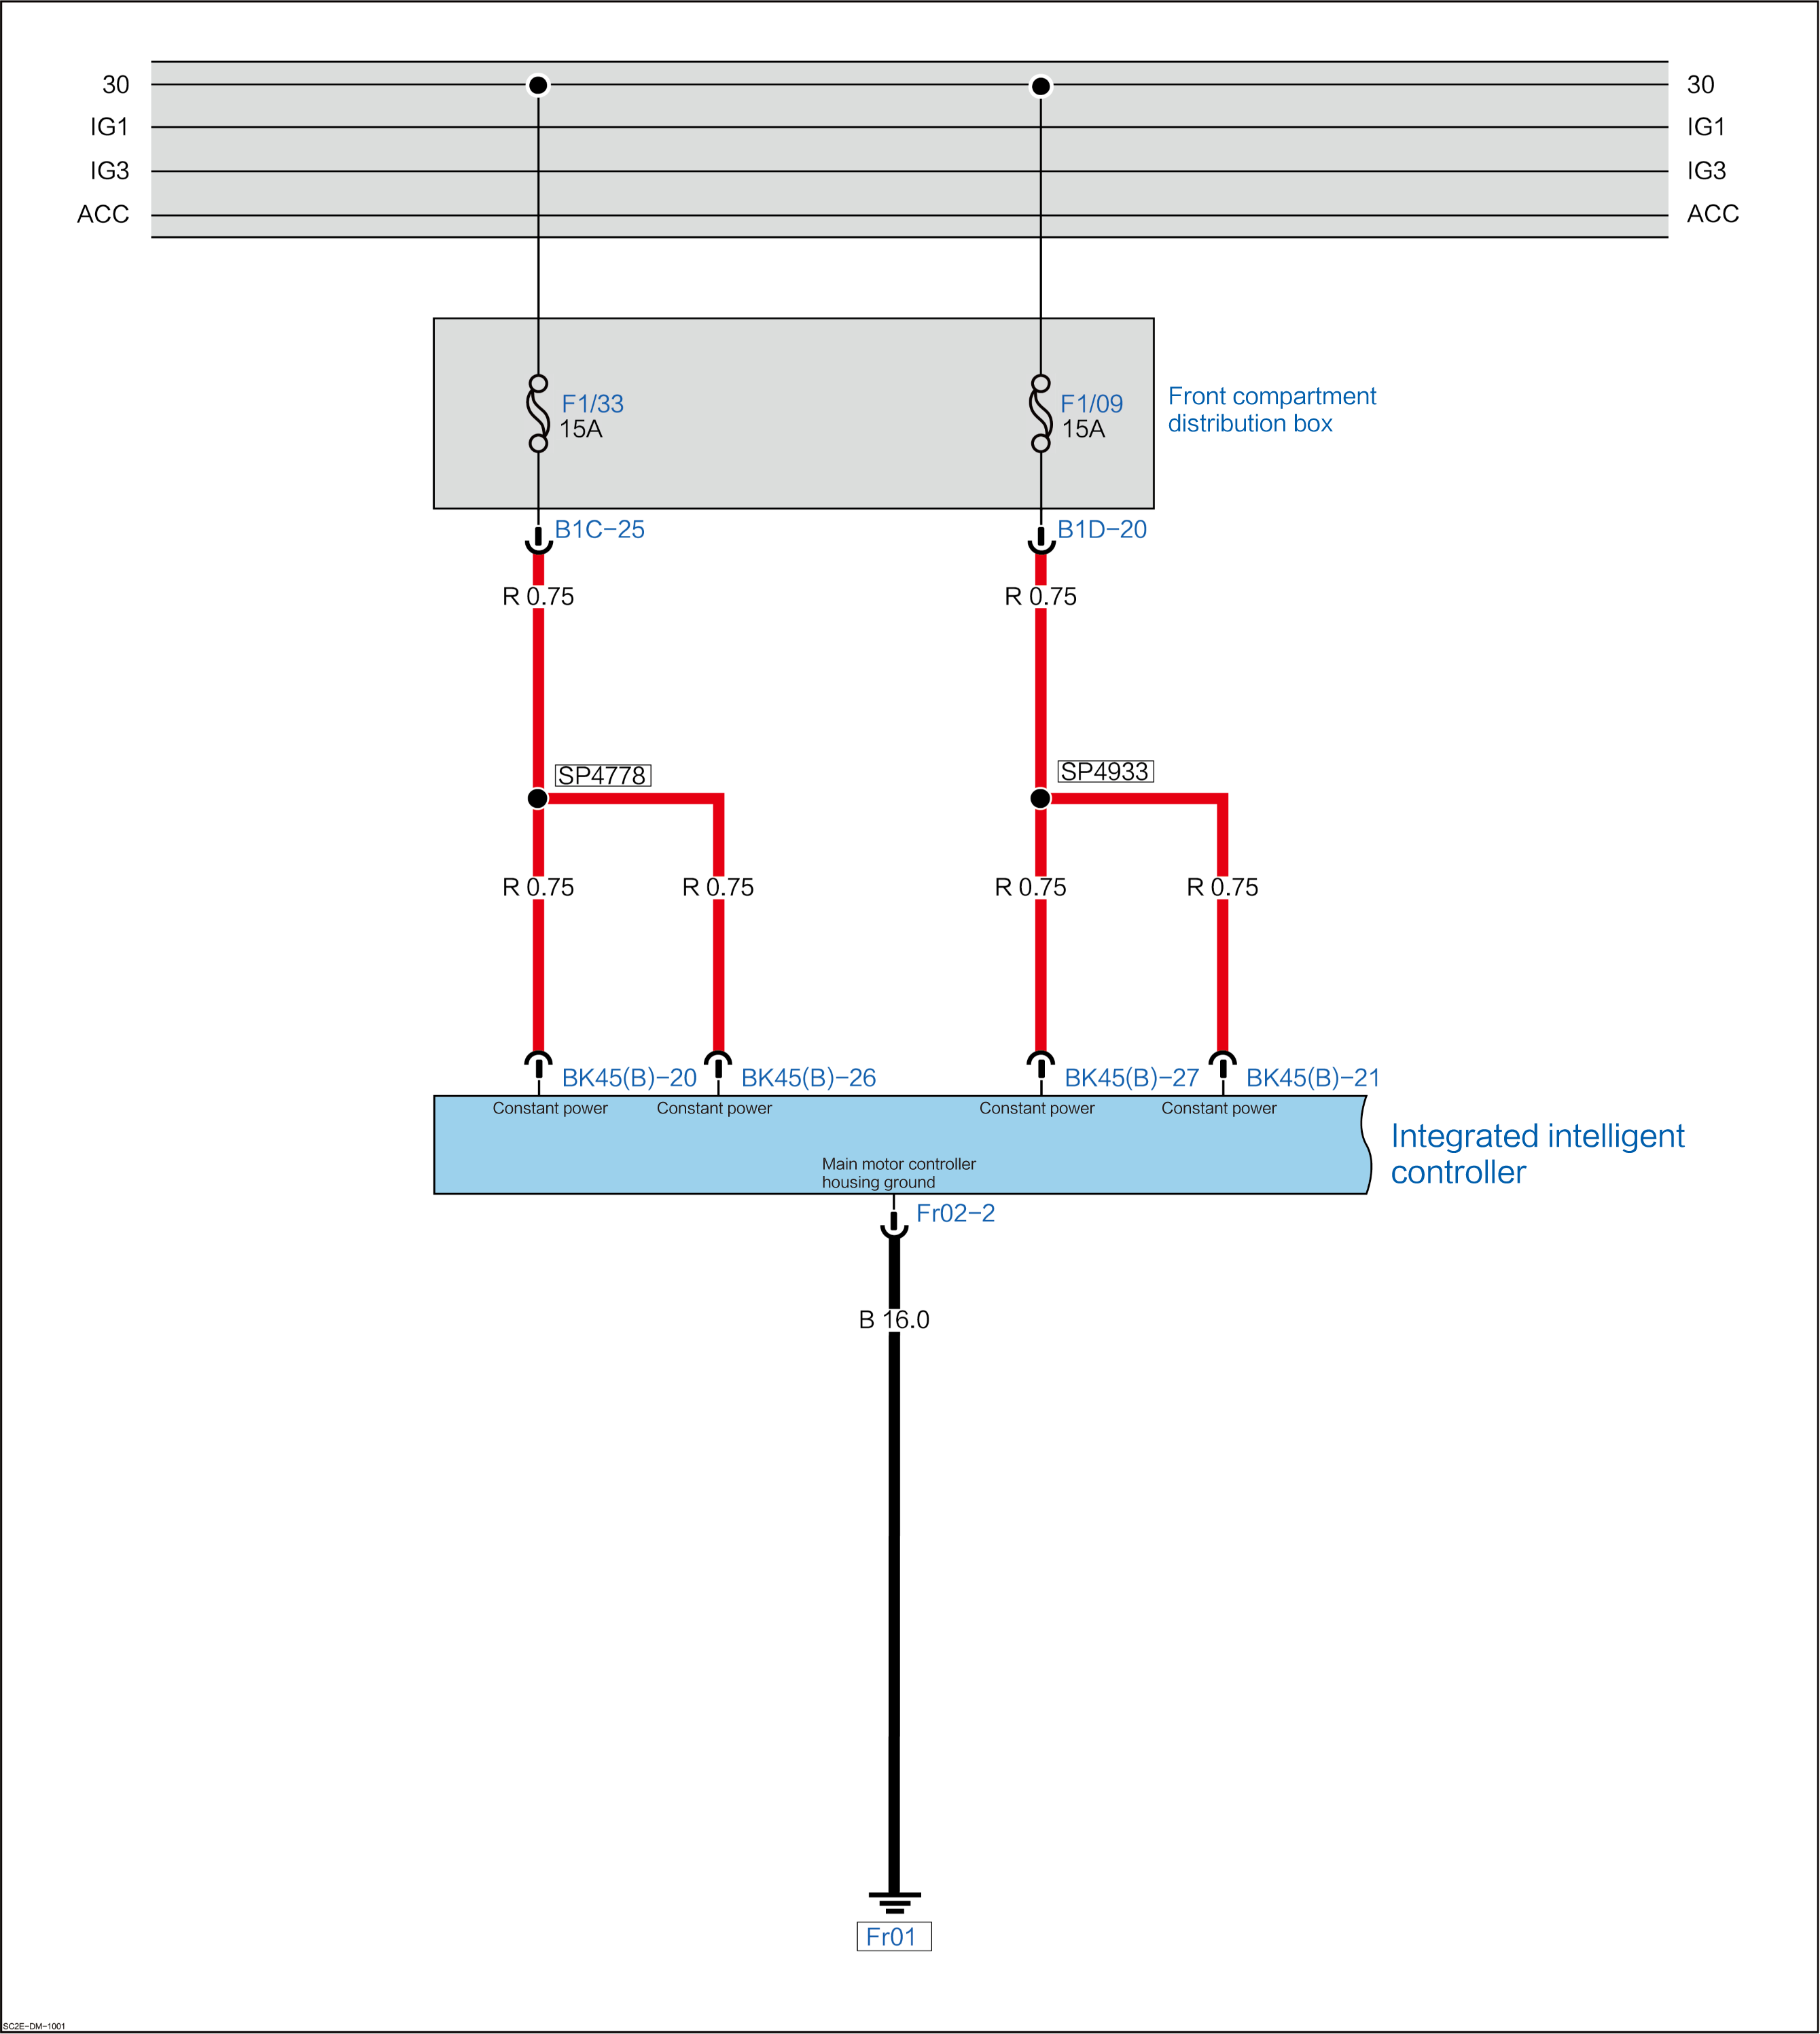 30 30
IG1 IG1
IG3 IG3
ACC ACC
F1/33 F1/09
15A 15A
Front compartment
distribution box
B1C-25 B1D-20
R 0.75 R 0.75
SP4778 SP4933
R 0.75 R 0.75 R 0.75 R 0.75
BK45(B)-20 BK45(B)-26 BK45(B)-27 BK45(B)-21
Constant power Constant power Constant power Constant power
Integrated intelligent
controller
Main motor controller
housing ground
Fr02-2
B 16.0
Fr01
SC2E-DM-1001